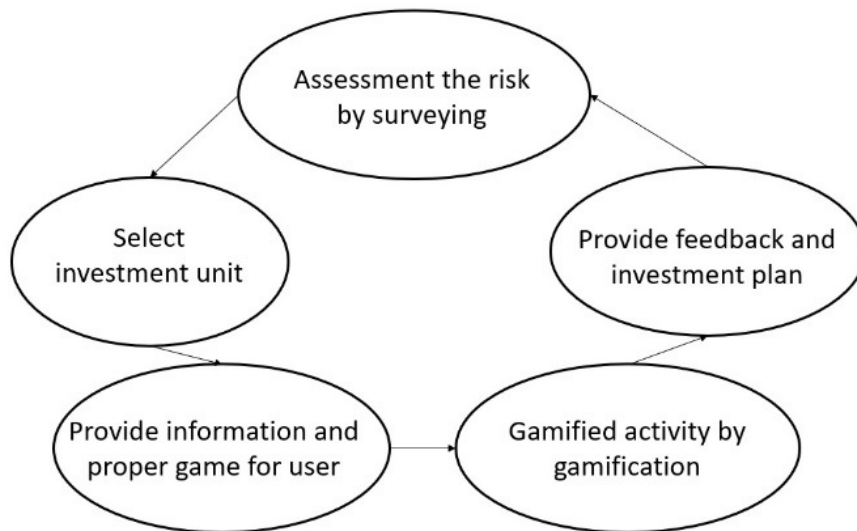 Assessment the risk
by surveying
Select
investment unit
Provide feedback and
investment plan
Provide information and
proper game for user
Gamified activity by
gamification